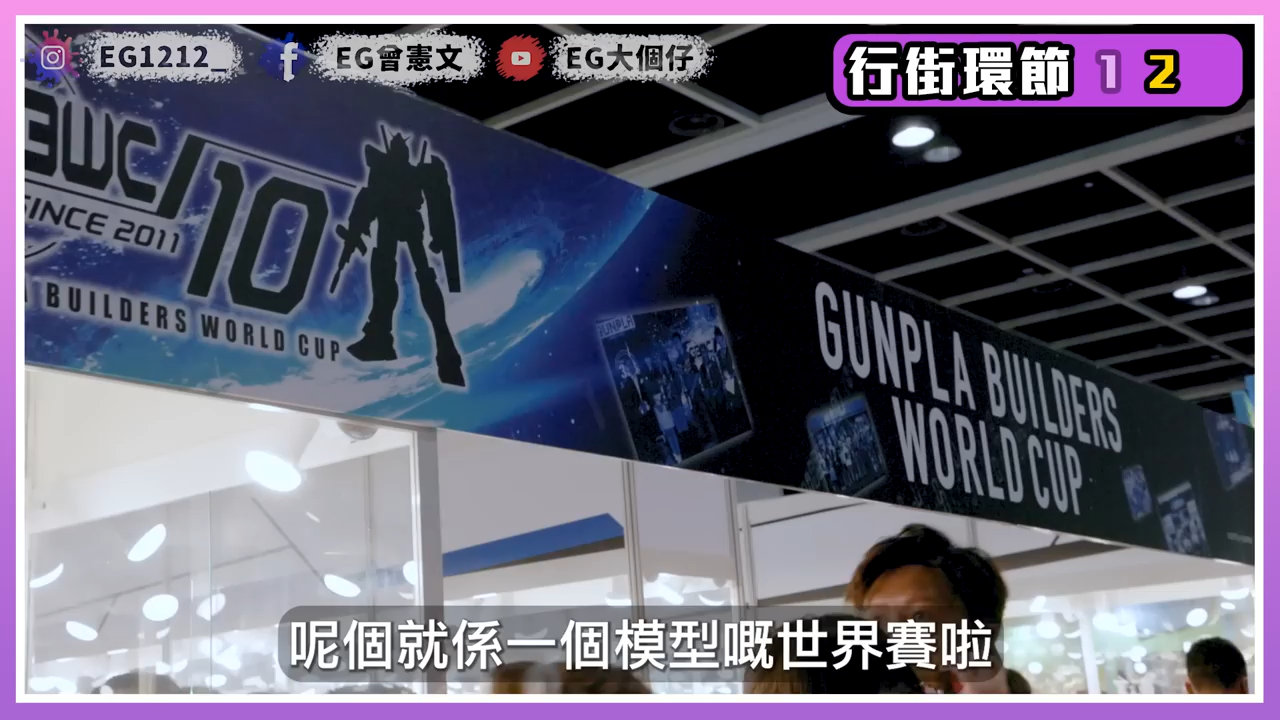 EG1212_
EG曾憲文
EG大個仔
行街環節 1 2
BWC/10
SINCE 2011
BUILDERS WORLD CUP
GUNPLA
GUNPLA BUILDERS
WORLD CUP
呢個就係一個模型嘅世界賽啦